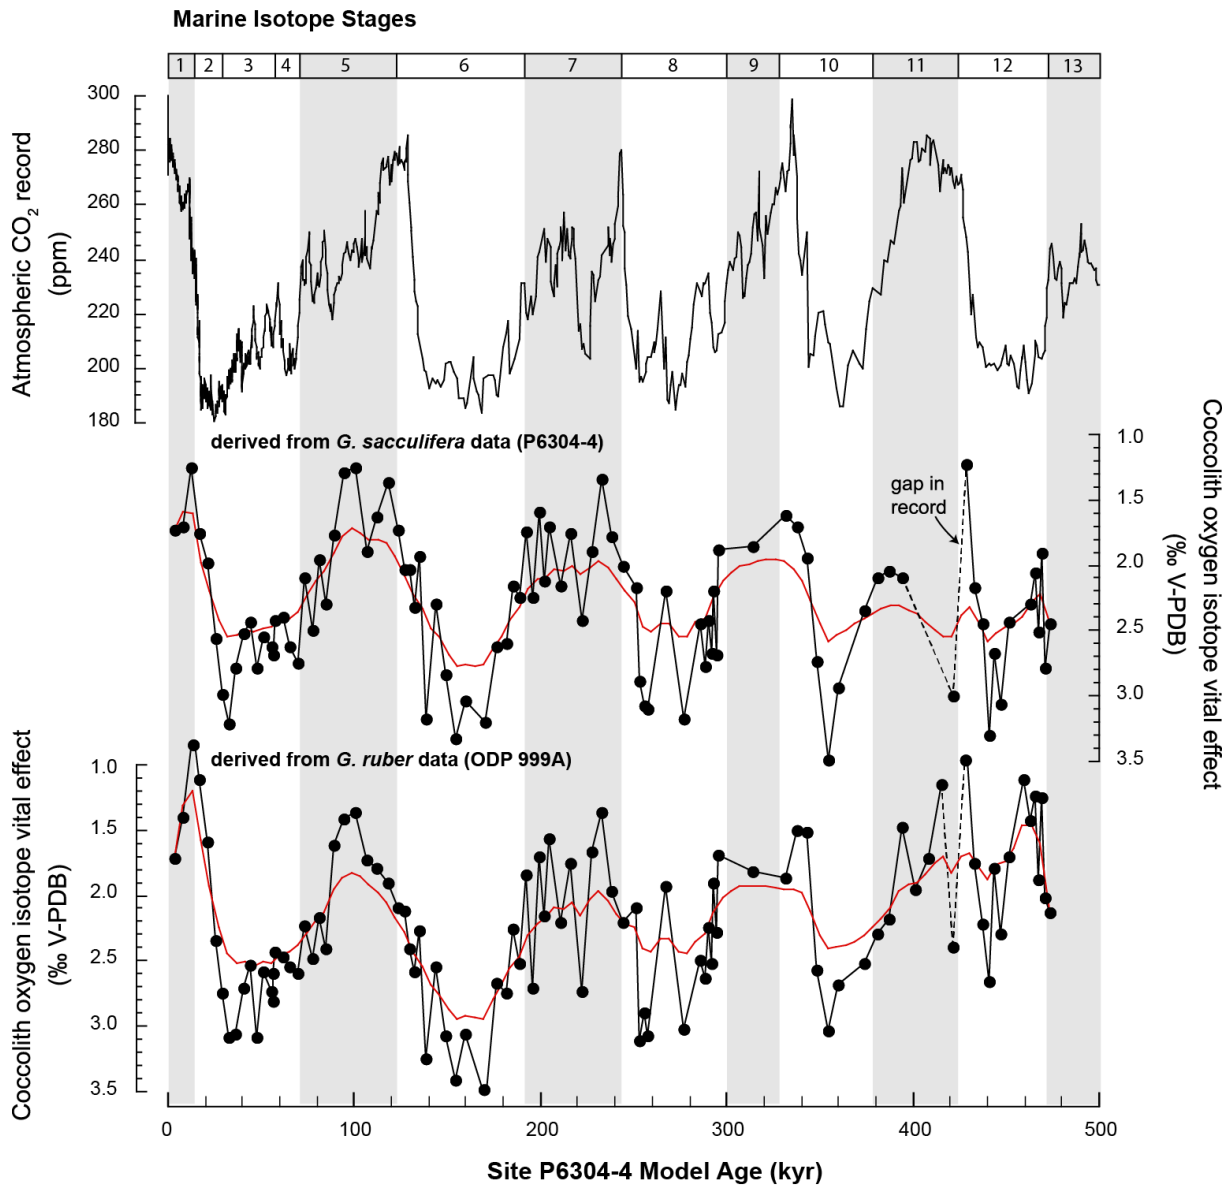 Marine Isotope Stages
1 2 3 4 5 6 7 8 9 10 11 12 13
Atmospheric CO2 record
(ppm)
300
280
260
240
220
200
180
derived from G. sacculifera data (P6304-4)
gap in
record
1.0
1.5
2.0
2.5
3.0
3.5
Coccolith oxygen isotope vital effect
(‰ V-PDB)
derived from G. ruber data (ODP 999A)
Coccolith oxygen isotope vital effect
(‰ V-PDB)
1.0
1.5
2.0
2.5
3.0
3.5
0 100 200 300 400 500
Site P6304-4 Model Age (kyr)